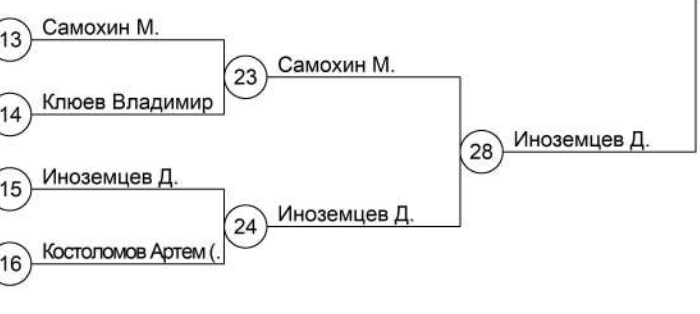 13 Самохин М.
23 Самохин М.
14 Клюев Владимир
28 Иноземцев Д.
15 Иноземцев Д.
24 Иноземцев Д.
16 Костоломов Артем (.